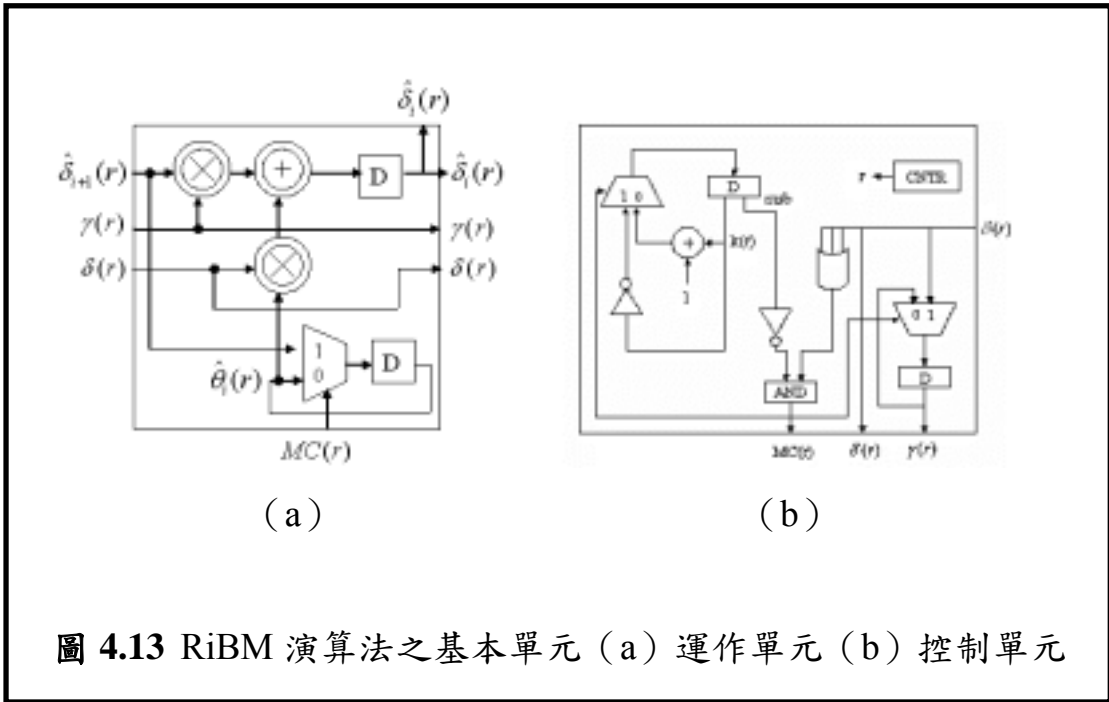 δ̂ᵢ(r)
δ̂ᵢ₊₁(r)
D
δ̂ᵢ(r)
γ(r)
γ(r)
δ(r)
δ(r)
1
0
D
θ̂ᵢ(r)
MC(r)
(a)
1 0
D
sub
r
CNTR
+
k(r)
1
δ(r)
0 1
D
AND
MC(r)
δ(r)
γ(r)
(b)
圖 4.13 RiBM 演算法之基本單元（a）運作單元（b）控制單元